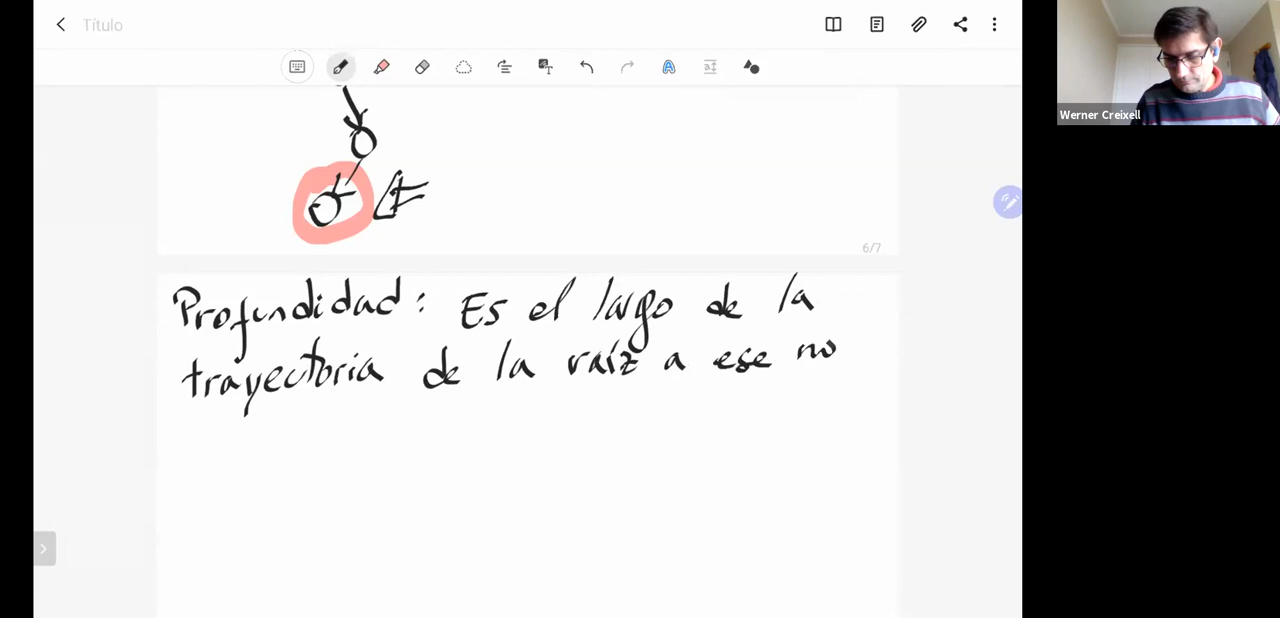 Título
Werner Creixell
6/7
Profundidad: Es el largo de la
trayectoria de la raíz a ese no